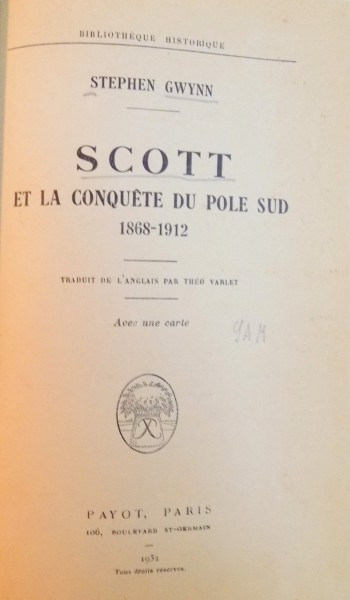 BIBLIOTHÈQUE HISTORIQUE
STEPHEN GWYNN
SCOTT
ET LA CONQUÊTE DU POLE SUD
1868-1912
TRADUIT DE L'ANGLAIS PAR THÉO VARLET
Avec une carte
PAYOT, PARIS
106, BOULEVARD ST-GERMAIN
1932
Tous droits réservés.